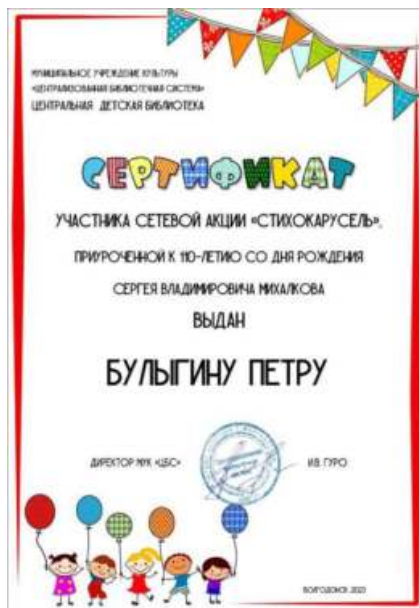 МУНИЦИПАЛЬНОЕ УЧРЕЖДЕНИЕ КУЛЬТУРЫ
«ЦЕНТРАЛИЗОВАННАЯ БИБЛИОТЕЧНАЯ СИСТЕМА»
ЦЕНТРАЛЬНАЯ ДЕТСКАЯ БИБЛИОТЕКА
СЕРТИФИКАТ
УЧАСТНИКА СЕТЕВОЙ АКЦИИ «СТИХОКАРУСЕЛЬ»,
ПРИУРОЧЕННОЙ К 110-ЛЕТИЮ СО ДНЯ РОЖДЕНИЯ
СЕРГЕЯ ВЛАДИМИРОВИЧА МИХАЛКОВА
ВЫДАН
БУЛЫГИНУ ПЕТРУ
ДИРЕКТОР МУК «ЦБС»
И.В. ГУРО
ВОЛГОДОНСК 2023